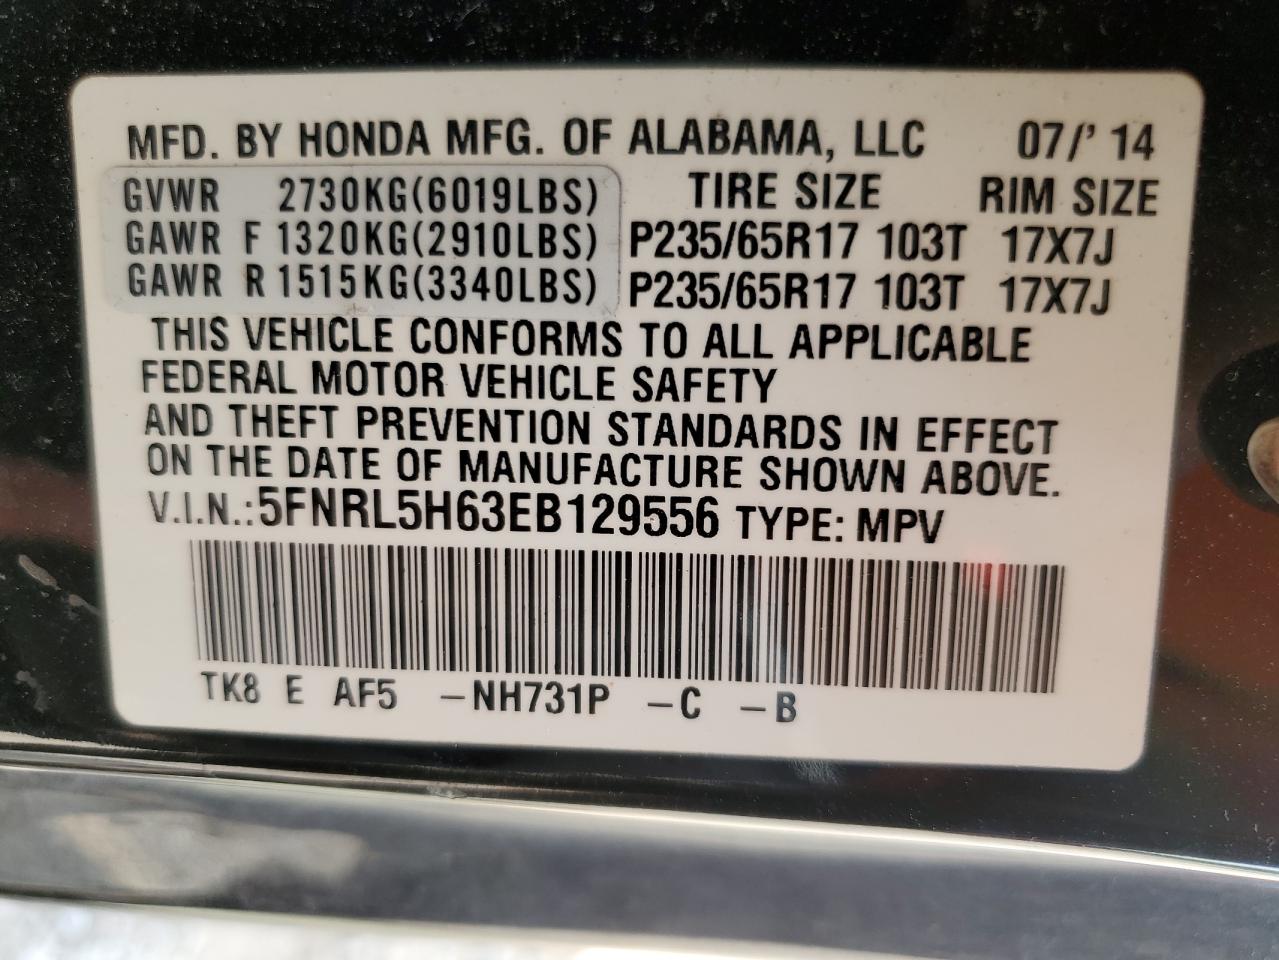 MFD. BY HONDA MFG. OF ALABAMA, LLC 07/' 14
GVWR 2730KG(6019LBS) TIRE SIZE RIM SIZE
GAWR F 1320KG(2910LBS) P235/65R17 103T 17X7J
GAWR R 1515KG(3340LBS) P235/65R17 103T 17X7J
THIS VEHICLE CONFORMS TO ALL APPLICABLE
FEDERAL MOTOR VEHICLE SAFETY
AND THEFT PREVENTION STANDARDS IN EFFECT
ON THE DATE OF MANUFACTURE SHOWN ABOVE.
V.I.N.:5FNRL5H63EB129556 TYPE: MPV
TK8 E AF5 -NH731P -C -B